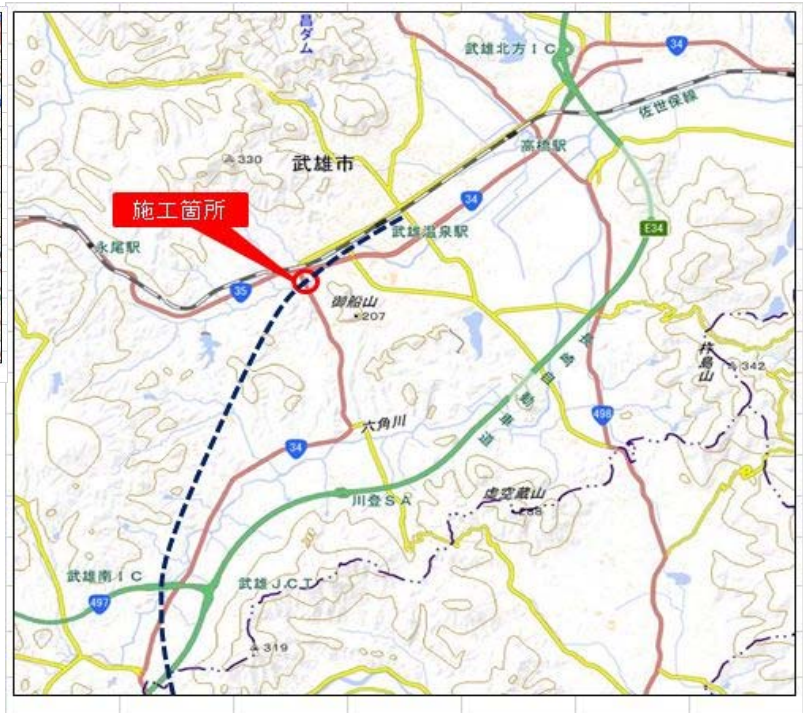 昌ダム
武雄北方ＩＣ
34
佐世保線
高橋駅
330
武雄市
施工箇所
34
武雄温泉駅
E34
永尾駅
35
御船山
207
杵島山
342
長崎自動車道
498
六角川
34
川登ＳＡ
虚空蔵山
288
200
武雄南ＩＣ
武雄ＪＣＴ
497
319